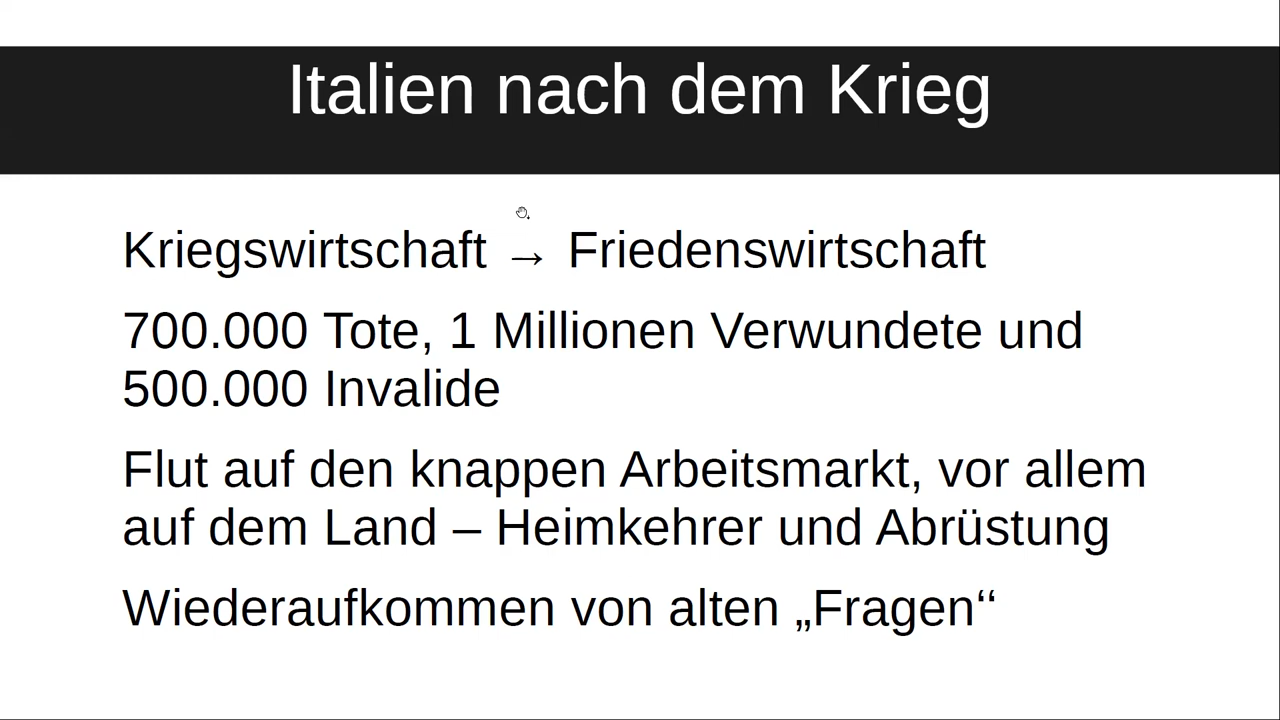 Italien nach dem Krieg
Kriegswirtschaft → Friedenswirtschaft
700.000 Tote, 1 Millionen Verwundete und
500.000 Invalide
Flut auf den knappen Arbeitsmarkt, vor allem
auf dem Land – Heimkehrer und Abrüstung
Wiederaufkommen von alten „Fragen‘‘